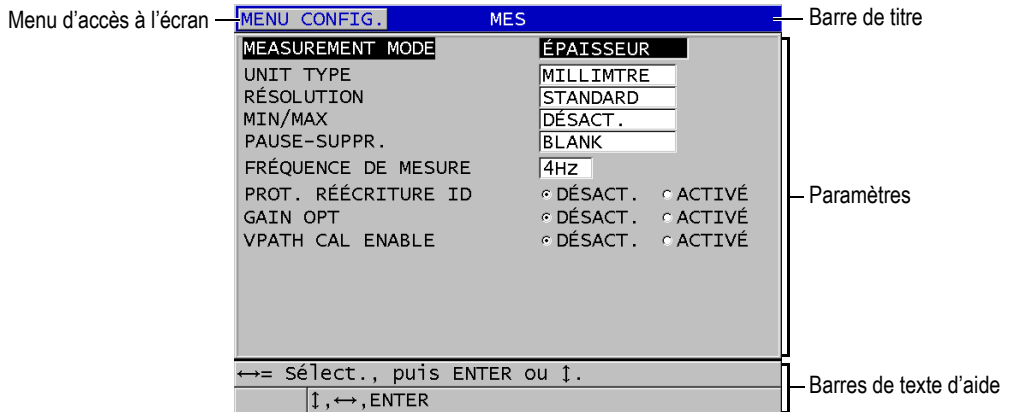 Menu d'accès à l'écran
MENU CONFIG. MES
Barre de titre
MEASUREMENT MODE ÉPAISSEUR
UNIT TYPE MILLIMTRE
RÉSOLUTION STANDARD
MIN/MAX DÉSACT.
PAUSE-SUPPR. BLANK
FRÉQUENCE DE MESURE 4Hz
PROT. RÉÉCRITURE ID DÉSACT. ACTIVÉ
Paramètres
GAIN OPT DÉSACT. ACTIVÉ
VPATH CAL ENABLE DÉSACT. ACTIVÉ
↔= Sélect., puis ENTER ou ↕.
Barres de texte d'aide
↕,↔,ENTER